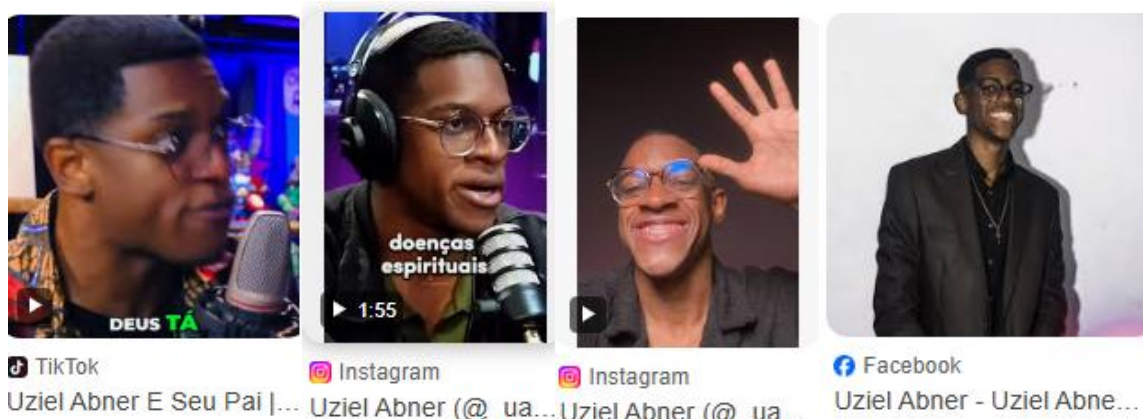 DEUS TÁ
TikTok
Uziel Abner E Seu Pai |...
doenças
espirituais
1:55
Instagram
Uziel Abner (@_ua...
Instagram
Uziel Abner (@_ua...
Facebook
Uziel Abner - Uziel Abne...